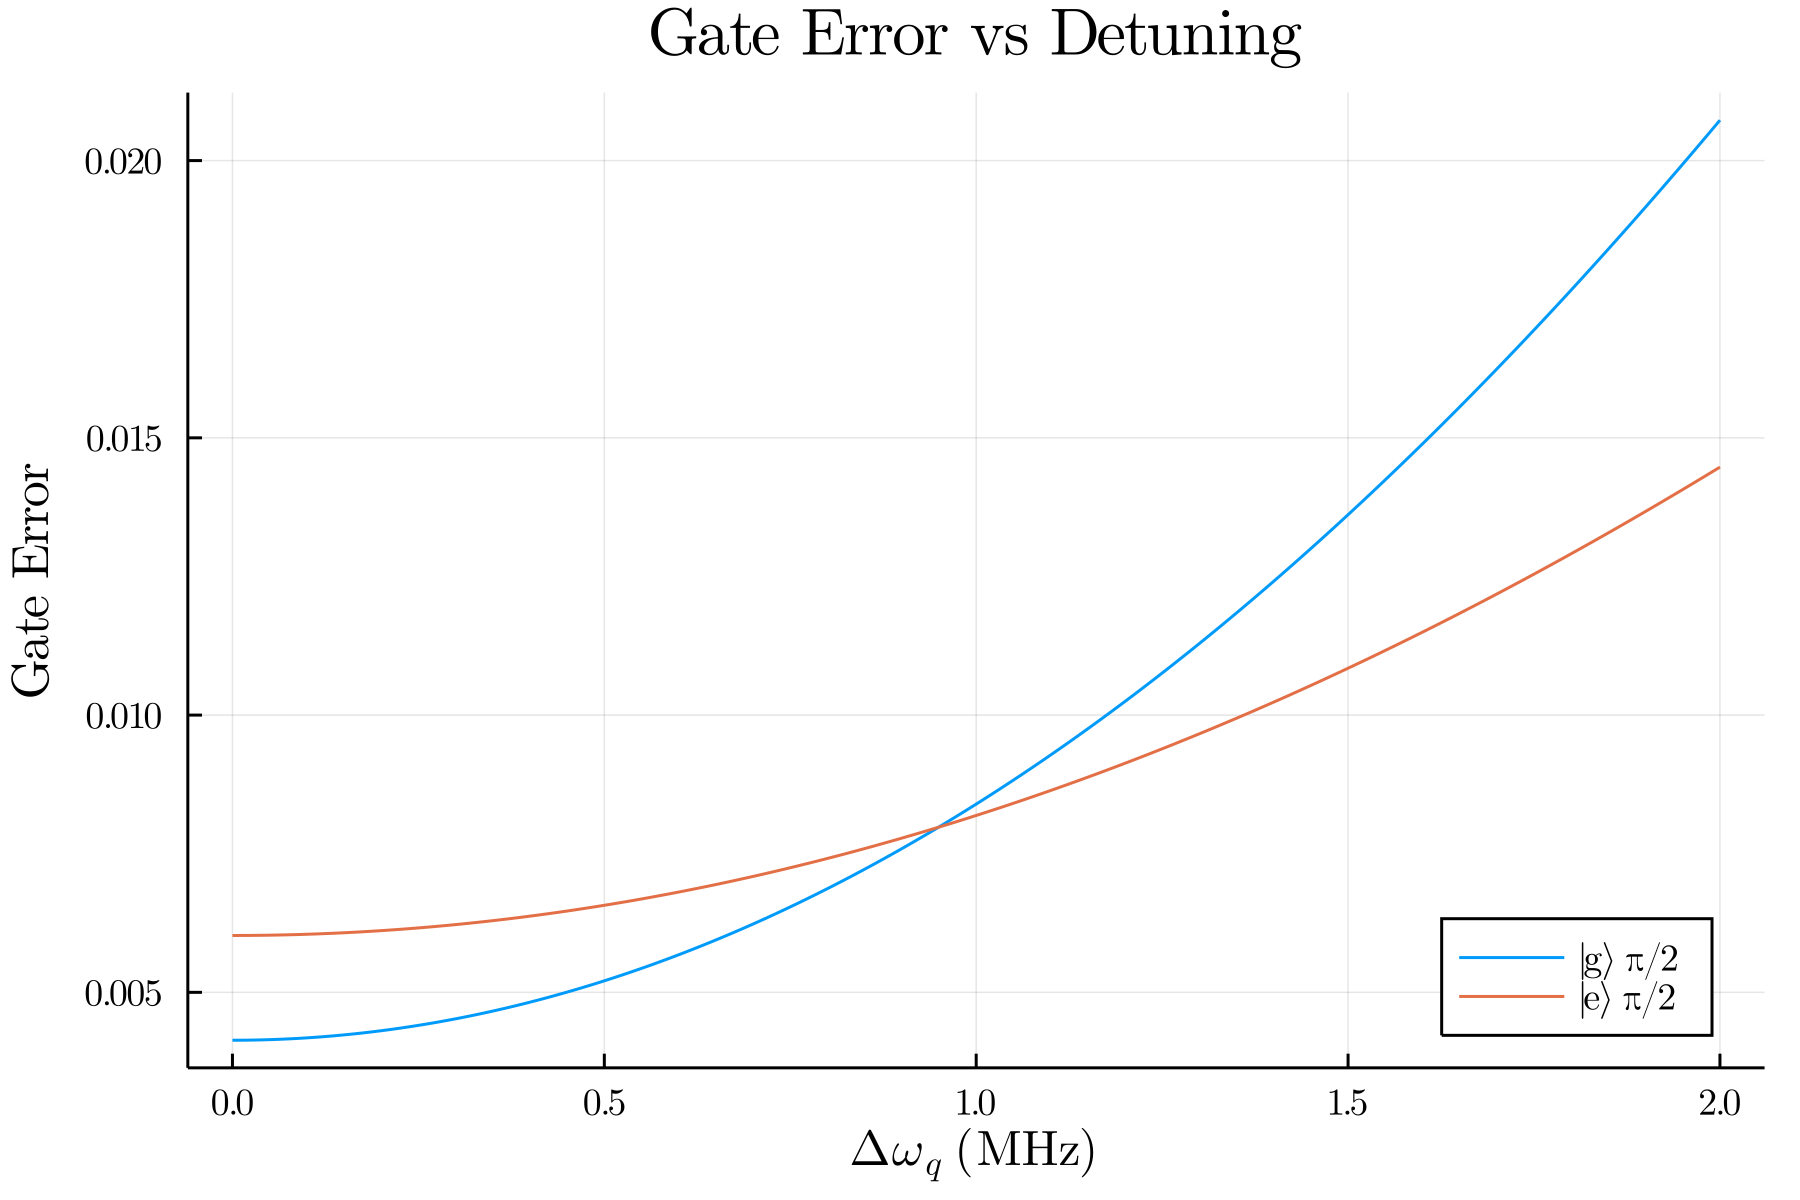 Gate Error vs Detuning
Gate Error
0.020
0.015
0.010
0.005
0.0 0.5 1.0 1.5 2.0
Δω_q (MHz)
|g⟩ π/2
|e⟩ π/2